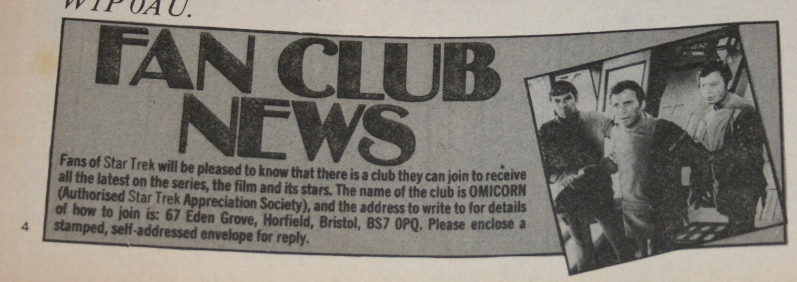 W1P 0AU.
FAN CLUB
NEWS
Fans of Star Trek will be pleased to know that there is a club they can join to receive
all the latest on the series, the film and its stars. The name of the club is OMICORN
(Authorised Star Trek Appreciation Society), and the address to write to for details
of how to join is: 67 Eden Grove, Horfield, Bristol, BS7 0PQ. Please enclose a
stamped, self-addressed envelope for reply.
4